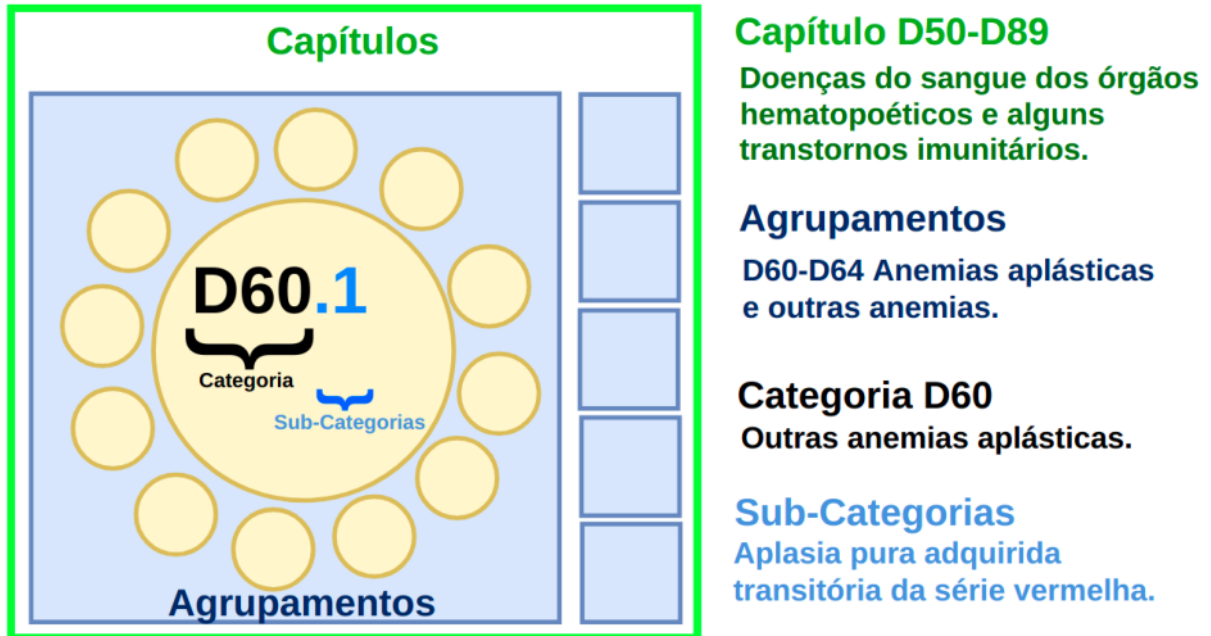 Capítulos
D60.1
Categoria
Sub-Categorias
Agrupamentos
Capítulo D50-D89
Doenças do sangue dos órgãos
hematopoéticos e alguns
transtornos imunitários.
Agrupamentos
D60-D64 Anemias aplásticas
e outras anemias.
Categoria D60
Outras anemias aplásticas.
Sub-Categorias
Aplasia pura adquirida
transitória da série vermelha.